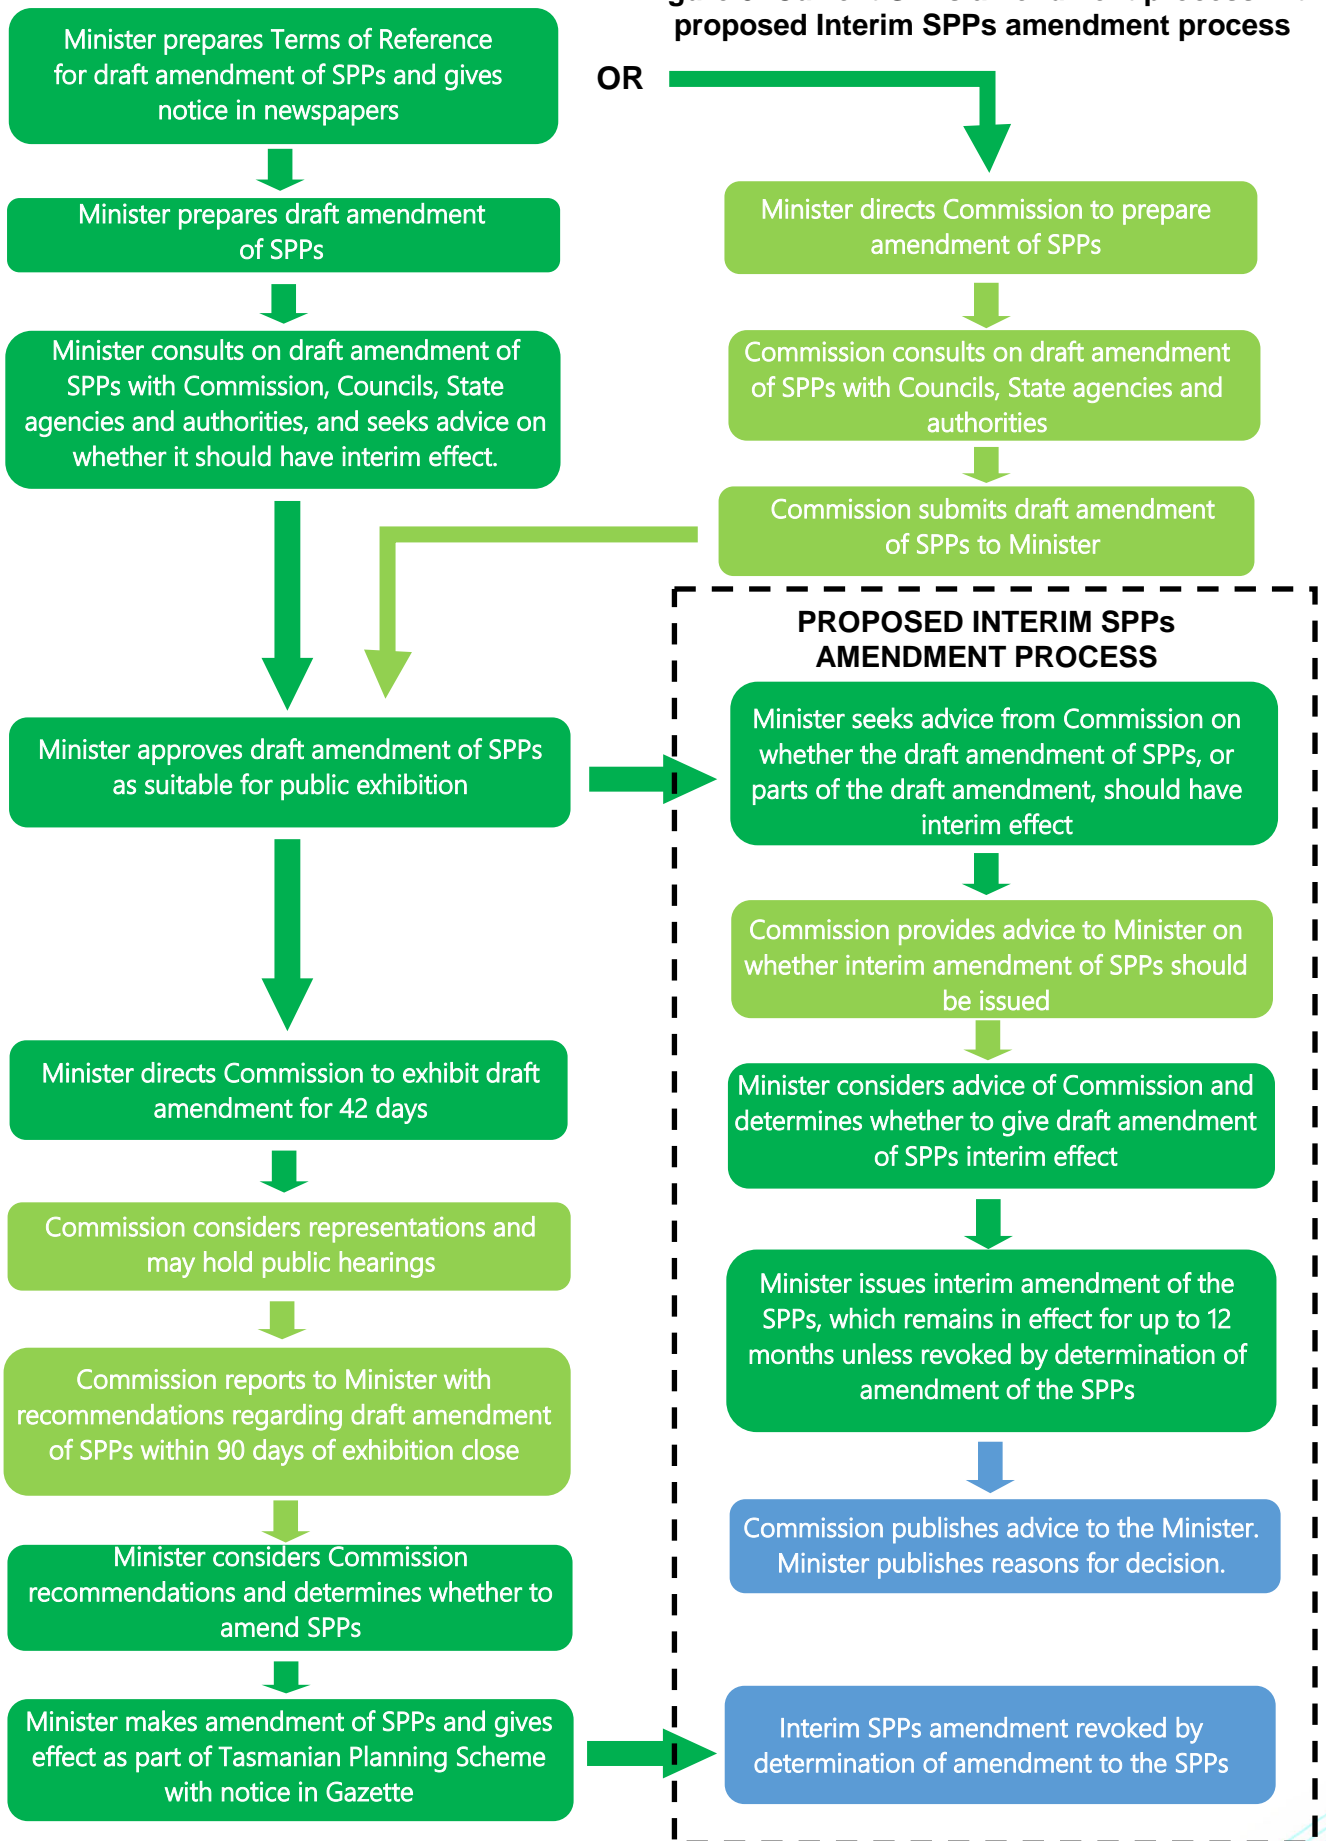 proposed Interim SPPs amendment process
Minister prepares Terms of Reference
for draft amendment of SPPs and gives
notice in newspapers
OR
Minister prepares draft amendment
of SPPs
Minister consults on draft amendment of
SPPs with Commission, Councils, State
agencies and authorities, and seeks advice on
whether it should have interim effect.
Minister directs Commission to prepare
amendment of SPPs
Commission consults on draft amendment
of SPPs with Councils, State agencies and
authorities
Commission submits draft amendment
of SPPs to Minister
Minister approves draft amendment of SPPs
as suitable for public exhibition
PROPOSED INTERIM SPPs
AMENDMENT PROCESS
Minister seeks advice from Commission on
whether the draft amendment of SPPs, or
parts of the draft amendment, should have
interim effect
Commission provides advice to Minister on
whether interim amendment of SPPs should
be issued
Minister considers advice of Commission and
determines whether to give draft amendment
of SPPs interim effect
Minister issues interim amendment of the
SPPs, which remains in effect for up to 12
months unless revoked by determination of
amendment of the SPPs
Commission publishes advice to the Minister.
Minister publishes reasons for decision.
Minister directs Commission to exhibit draft
amendment for 42 days
Commission considers representations and
may hold public hearings
Commission reports to Minister with
recommendations regarding draft amendment
of SPPs within 90 days of exhibition close
Minister considers Commission
recommendations and determines whether to
amend SPPs
Minister makes amendment of SPPs and gives
effect as part of Tasmanian Planning Scheme
with notice in Gazette
Interim SPPs amendment revoked by
determination of amendment to the SPPs